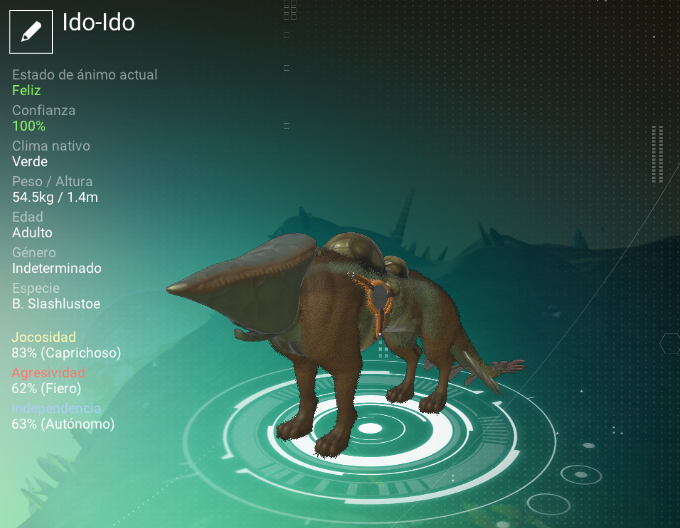 Ido-Ido
Estado de ánimo actual
Feliz
Confianza
100%
Clima nativo
Verde
Peso / Altura
54.5kg / 1.4m
Edad
Adulto
Género
Indeterminado
Especie
B. Slashlustoe
Jocosidad
83% (Caprichoso)
Agresividad
62% (Fiero)
Independencia
63% (Autónomo)